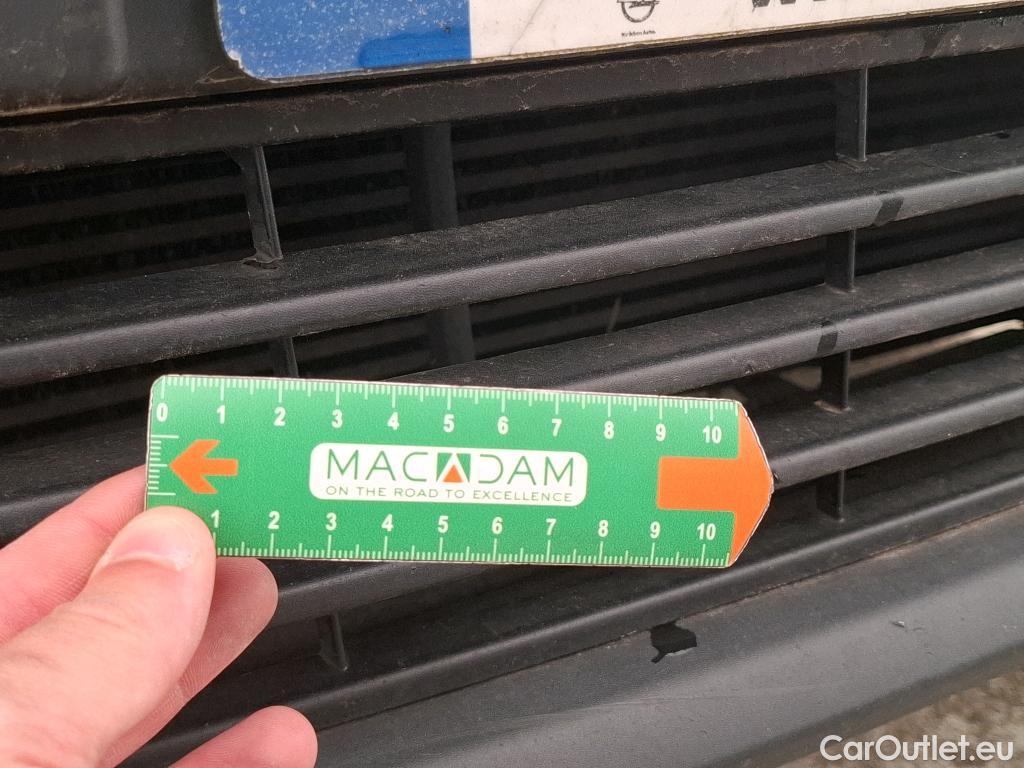 0 1 2 3 4 5 6 7 8 9 10
MACADAM
ON THE ROAD TO EXCELLENCE
1 2 3 4 5 6 7 8 9 10
CarOutlet.eu